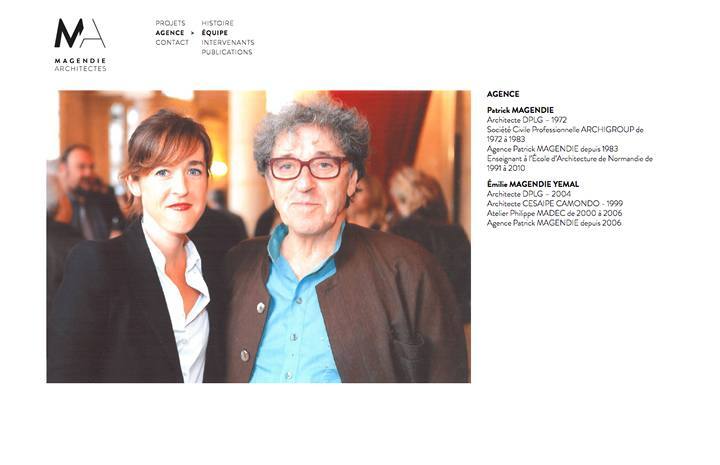 MA
MAGENDIE
ARCHITECTES
PROJETS
AGENCE >
CONTACT
HISTOIRE
ÉQUIPE
INTERVENANTS
PUBLICATIONS
AGENCE
Patrick MAGENDIE
Architecte DPLG – 1972
Société Civile Professionnelle ARCHIGROUP de
1972 à 1983
Agence Patrick MAGENDIE depuis 1983
Enseignant à l'École d'Architecture de Normandie de
1991 à 2010
Émilie MAGENDIE YEMAL
Architecte DPLG – 2004
Architecte CESAIPE CAMONDO - 1999
Atelier Philippe MADEC de 2000 à 2006
Agence Patrick MAGENDIE depuis 2006